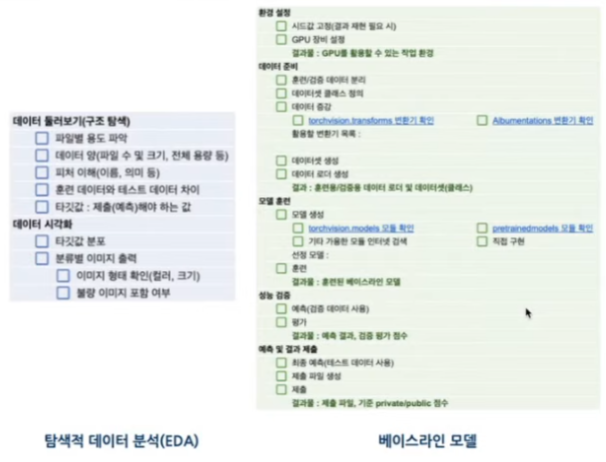 데이터 둘러보기(구조 탐색)
파일별 용도 파악
데이터 양(파일 수 및 크기, 전체 용량 등)
피처 이해(이름, 의미 등)
훈련 데이터와 테스트 데이터 차이
타깃값 : 제출(예측)해야 하는 값
데이터 시각화
타깃값 분포
분류별 이미지 출력
이미지 형태 확인(컬러, 크기)
불량 이미지 포함 여부
탐색적 데이터 분석(EDA)
환경 설정
시드값 고정(결과 재현 필요 시)
GPU 장비 설정
결과물 : GPU를 활용할 수 있는 작업 환경
데이터 준비
훈련/검증 데이터 분리
데이터셋 클래스 정의
데이터 증강
torchvision.transforms 변환기 확인 Albumentations 변환기 확인
활용할 변환기 목록 :
데이터셋 생성
데이터 로더 생성
결과 : 훈련용/검증용 데이터 로더 및 데이터셋(클래스)
모델 훈련
모델 생성
torchvision.models 모듈 확인 pretrainedmodels 모듈 확인
기타 가용한 모듈 인터넷 검색 직접 구현
선정 모델 :
훈련
결과물 : 훈련된 베이스라인 모델
성능 검증
예측(검증 데이터 사용)
평가
결과물 : 예측 결과, 검증 평가 점수
예측 및 결과 제출
최종 예측(테스트 데이터 사용)
제출 파일 생성
제출
결과물 : 제출 파일, 기준 private/public 점수
베이스라인 모델